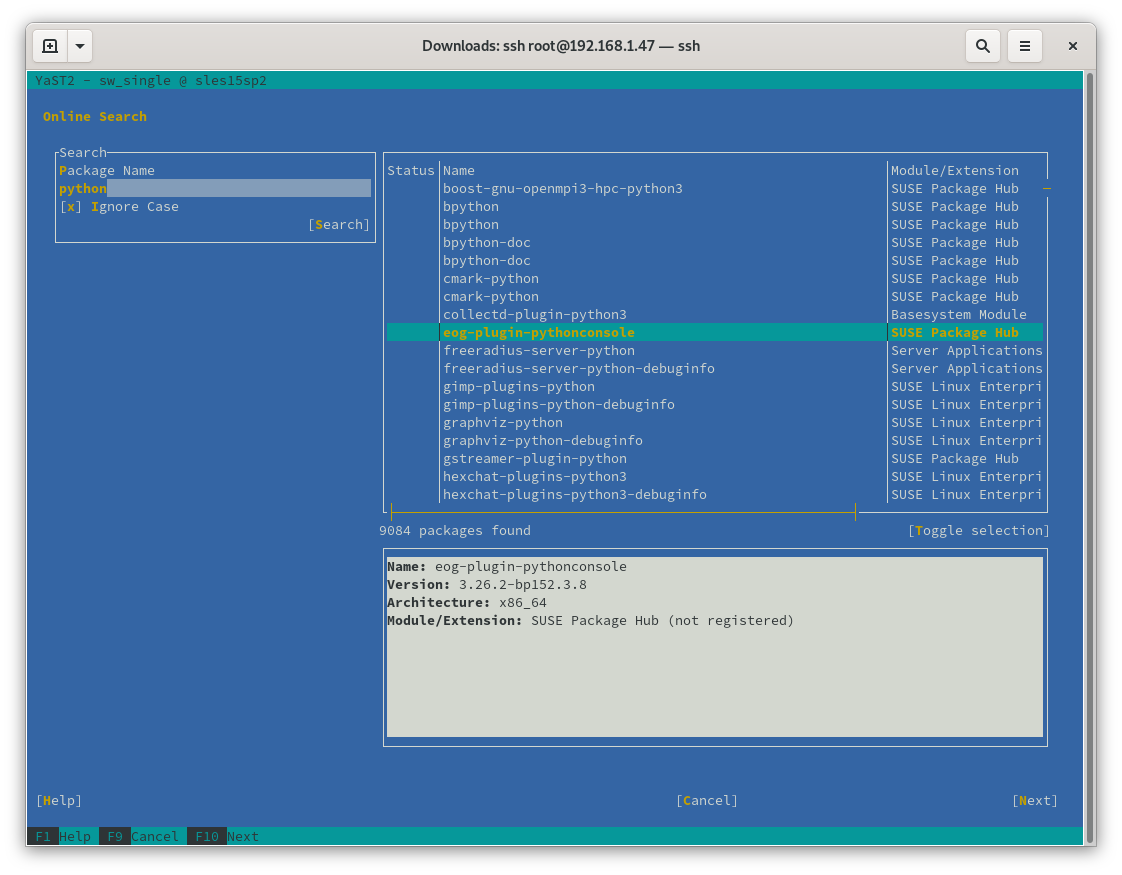 Downloads: ssh root@192.168.1.47 — ssh
YaST2 - sw_single @ sles15sp2
Online Search
Search
Package Name
python
[x] Ignore Case
[Search]
Status Name Module/Extension
boost-gnu-openmpi3-hpc-python3 SUSE Package Hub
bpython SUSE Package Hub
bpython SUSE Package Hub
bpython-doc SUSE Package Hub
bpython-doc SUSE Package Hub
cmark-python SUSE Package Hub
cmark-python SUSE Package Hub
collectd-plugin-python3 Basesystem Module
eog-plugin-pythonconsole SUSE Package Hub
freeradius-server-python Server Applications
freeradius-server-python-debuginfo Server Applications
gimp-plugins-python SUSE Linux Enterpri
gimp-plugins-python-debuginfo SUSE Linux Enterpri
graphviz-python SUSE Linux Enterpri
graphviz-python-debuginfo SUSE Linux Enterpri
gstreamer-plugin-python SUSE Package Hub
hexchat-plugins-python3 SUSE Linux Enterpri
hexchat-plugins-python3-debuginfo SUSE Linux Enterpri
9084 packages found [Toggle selection]
Name: eog-plugin-pythonconsole
Version: 3.26.2-bp152.3.8
Architecture: x86_64
Module/Extension: SUSE Package Hub (not registered)
[Help] [Cancel] [Next]
F1 Help F9 Cancel F10 Next